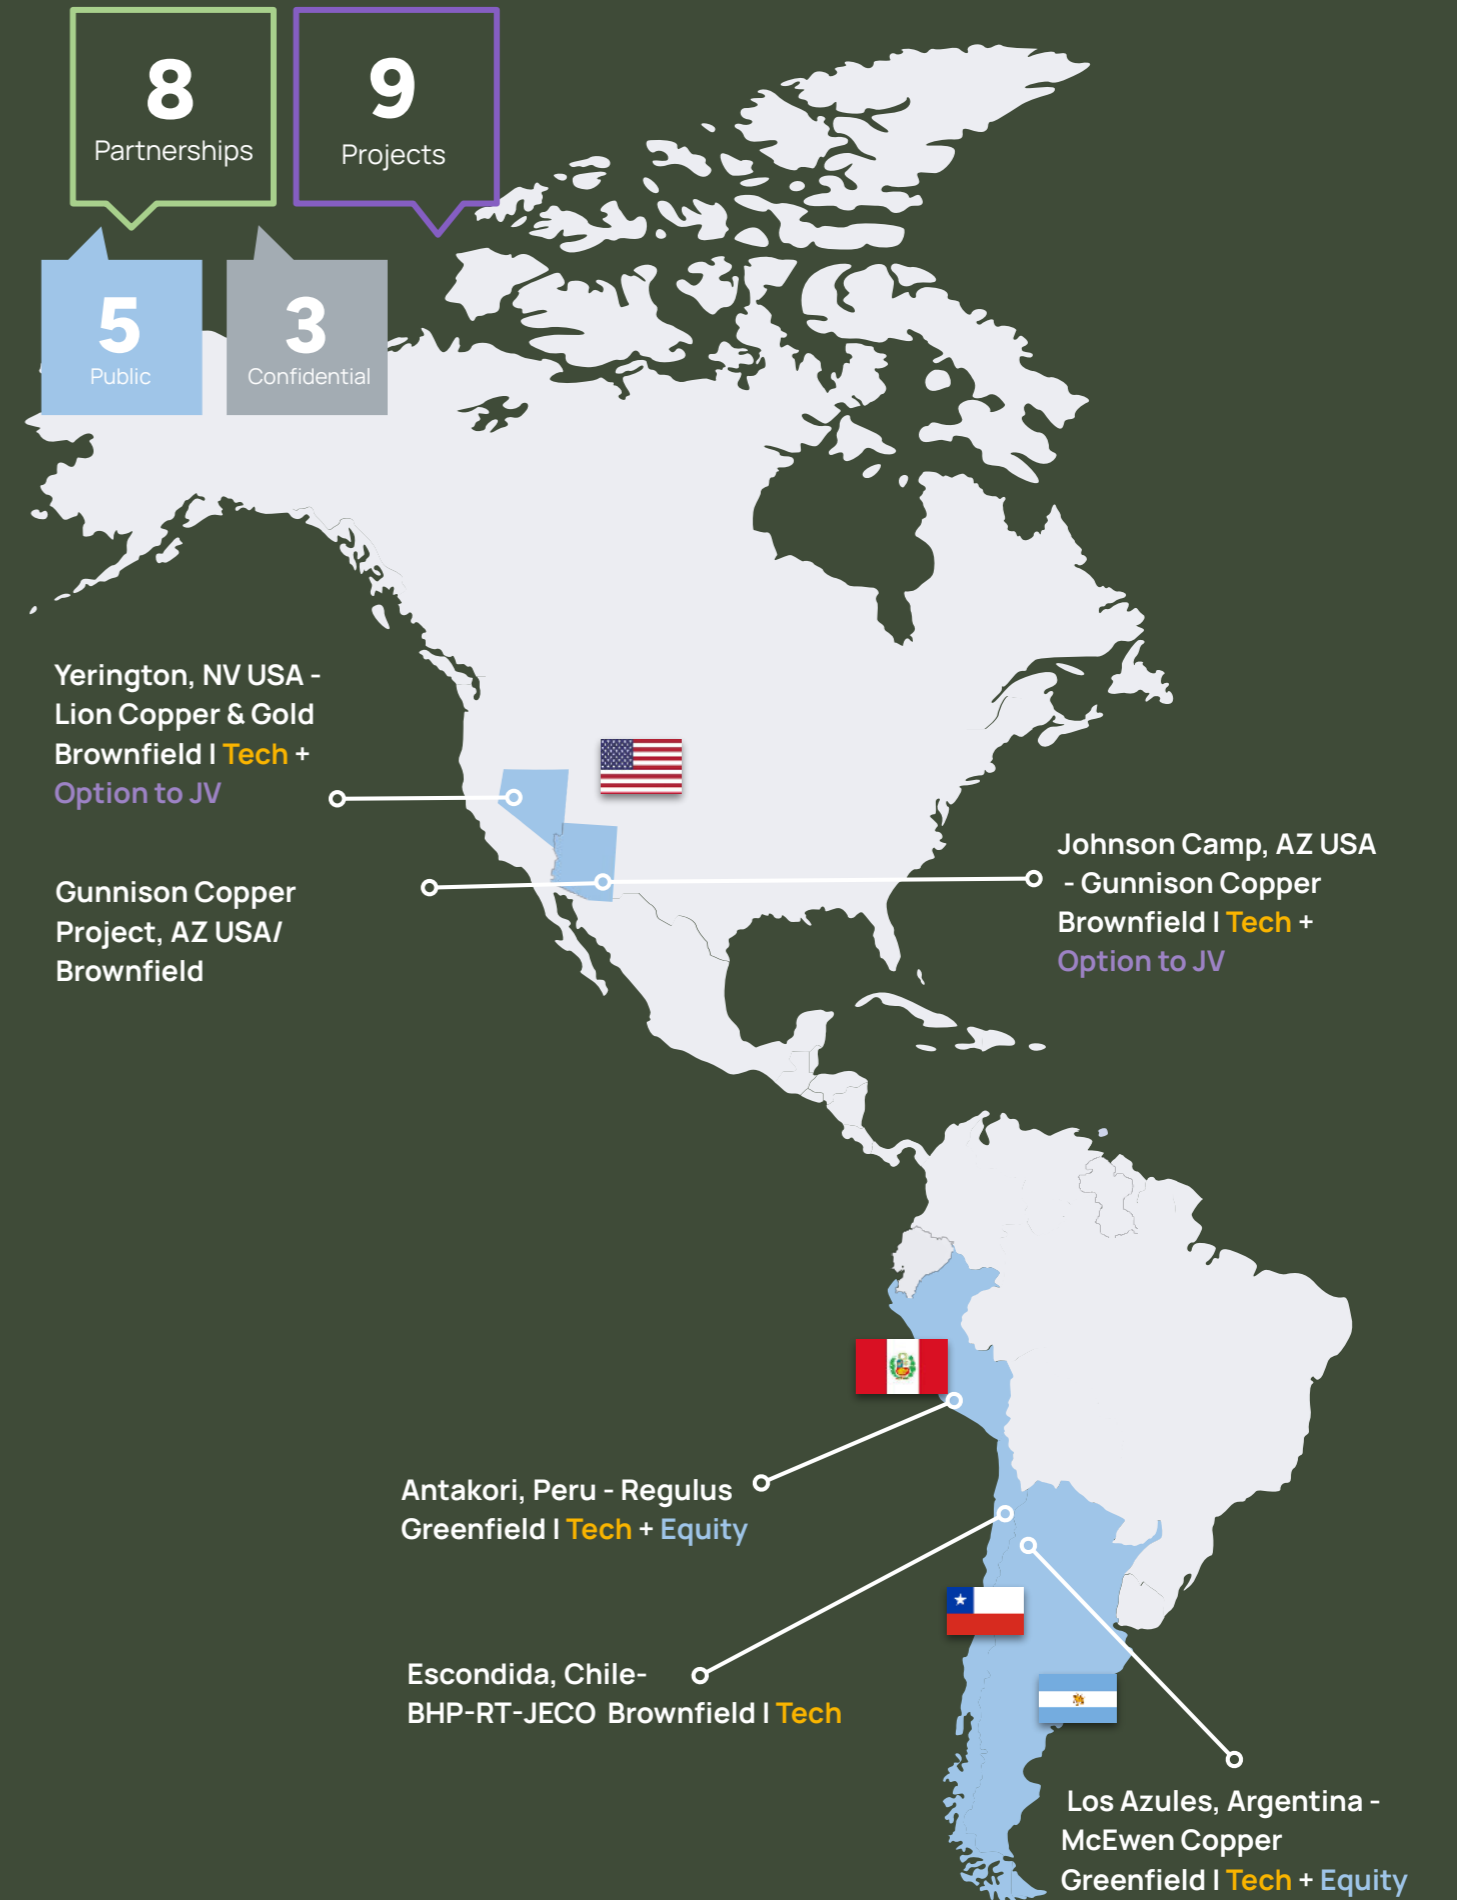 8
Partnerships
9
Projects
5
Public
3
Confidential
Yerington, NV USA -
Lion Copper & Gold
Brownfield | Tech +
Option to JV
Gunnison Copper
Project, AZ USA/
Brownfield
Johnson Camp, AZ USA
- Gunnison Copper
Brownfield | Tech +
Option to JV
Antakori, Peru - Regulus
Greenfield | Tech + Equity
Escondida, Chile-
BHP-RT-JECO Brownfield | Tech
Los Azules, Argentina -
McEwen Copper
Greenfield | Tech + Equity